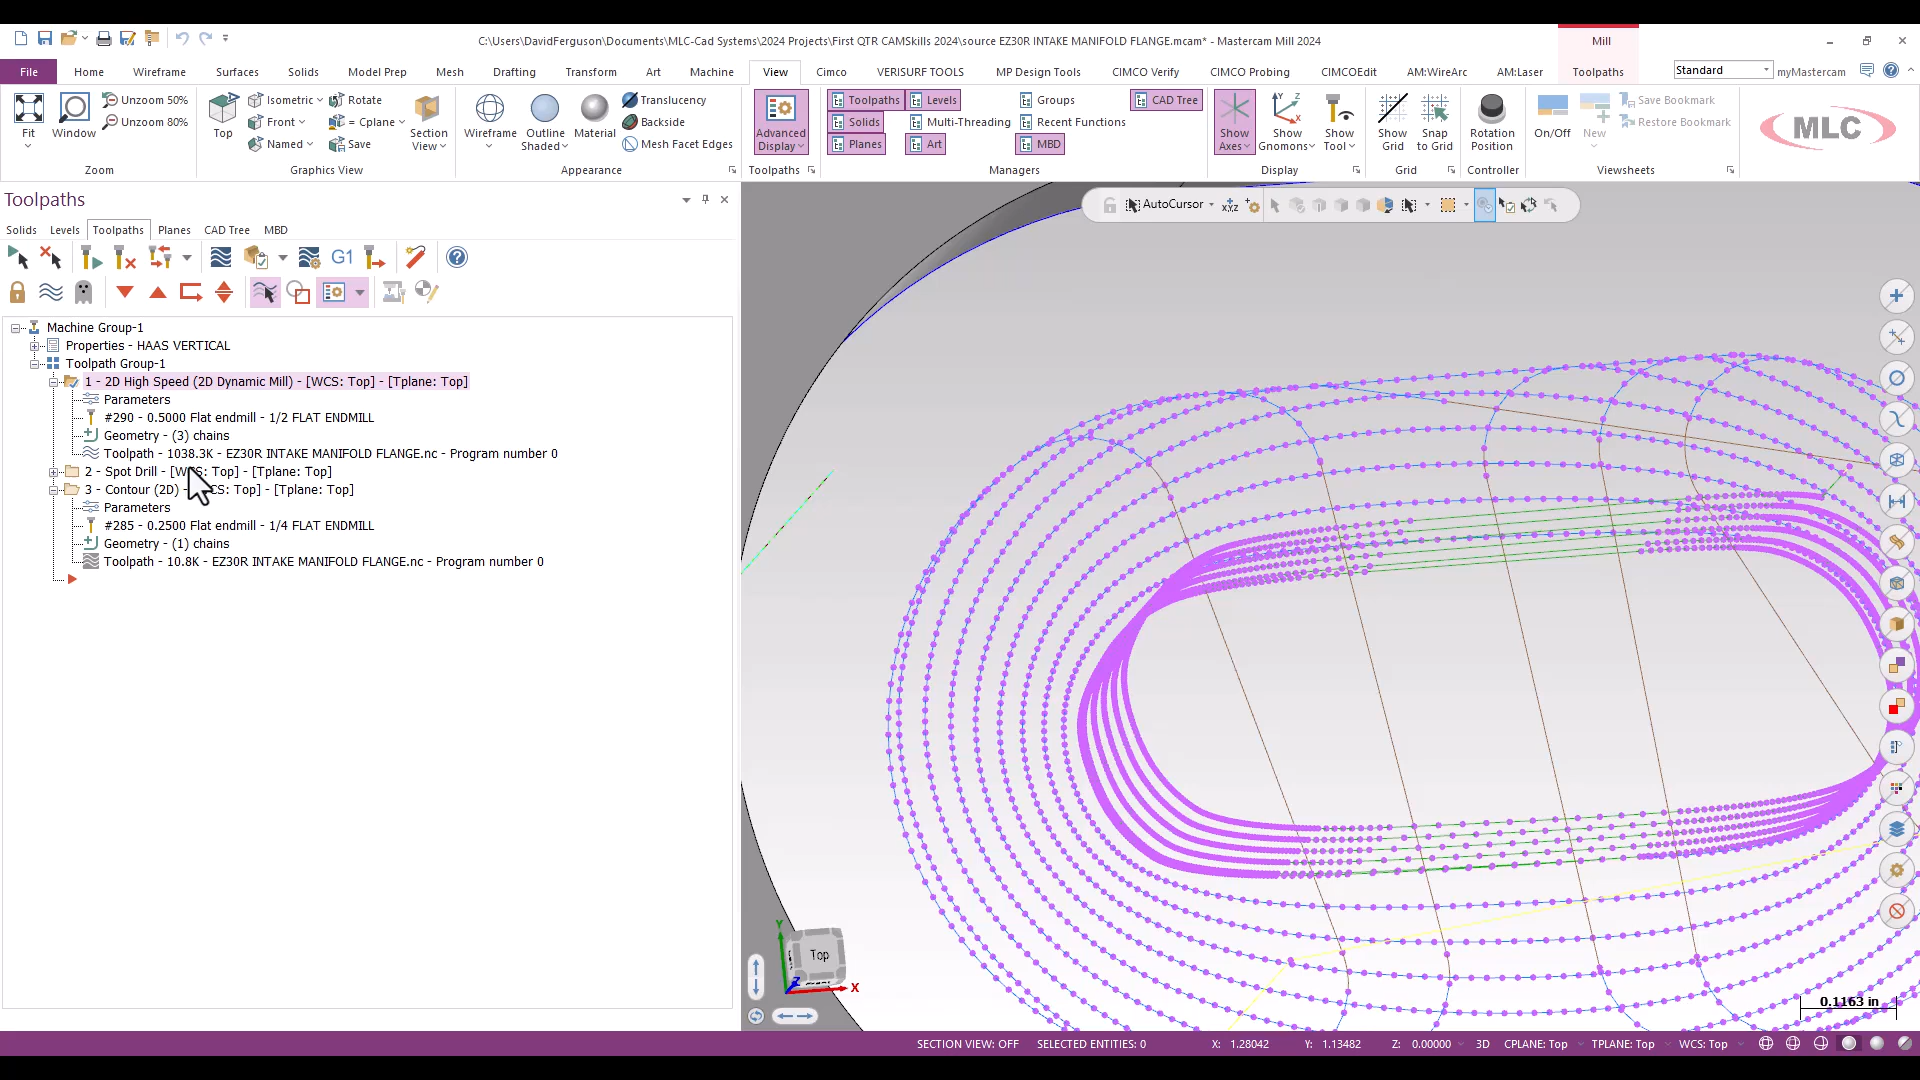 C:\Users\DavidFerguson\Documents\MLC-Cad Systems\2024 Projects\First QTR CAMSkills 2024\source EZ30R INTAKE MANIFOLD FLANGE.mcam* - Mastercam Mill 2024
Mill
File Home Wireframe Surfaces Solids Model Prep Mesh Drafting Transform Art Machine View Cimco VERISURF TOOLS MP Design Tools CIMCO Verify CIMCO Probing CIMCOEdit AM:WireArc AM:Laser Toolpaths
Standard
myMastercam
Fit
Window
Unzoom 50%
Unzoom 80%
Zoom
Top
Isometric
Front
Named
Rotate
= Cplane
Save
Section View
Graphics View
Wireframe
Outline Shaded
Material
Translucency
Backside
Mesh Facet Edges
Appearance
Advanced Display
Toolpaths
Toolpaths
Levels
Groups
CAD Tree
Solids
Multi-Threading
Recent Functions
Planes
Art
MBD
Managers
Show Axes
Show Gnomons
Show Tool
Display
Show Grid
Snap to Grid
Grid
Rotation Position
Controller
On/Off
New
Save Bookmark
Restore Bookmark
Viewsheets
MLC
Toolpaths
Solids Levels Toolpaths Planes CAD Tree MBD
G1
AutoCursor
XYZ
Machine Group-1
Properties - HAAS VERTICAL
Toolpath Group-1
1 - 2D High Speed (2D Dynamic Mill) - [WCS: Top] - [Tplane: Top]
Parameters
#290 - 0.5000 Flat endmill - 1/2 FLAT ENDMILL
Geometry - (3) chains
Toolpath - 1038.3K - EZ30R INTAKE MANIFOLD FLANGE.nc - Program number 0
2 - Spot Drill - [WCS: Top] - [Tplane: Top]
3 - Contour (2D) - CS: Top] - [Tplane: Top]
Parameters
#285 - 0.2500 Flat endmill - 1/4 FLAT ENDMILL
Geometry - (1) chains
Toolpath - 10.8K - EZ30R INTAKE MANIFOLD FLANGE.nc - Program number 0
Y
Top
Z
X
0.1163 in
SECTION VIEW: OFF SELECTED ENTITIES: 0 X: 1.28042 Y: 1.13482 Z: 0.00000 3D CPLANE: Top TPLANE: Top WCS: Top